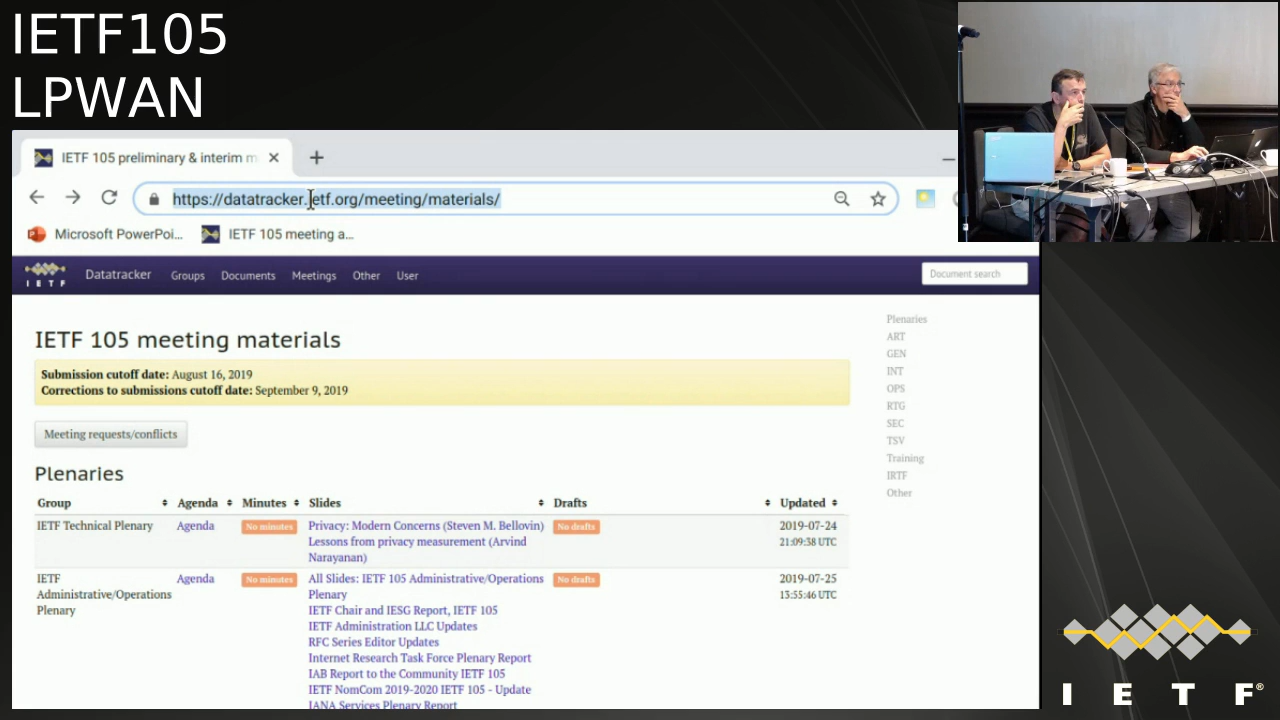 IETF105
LPWAN
IETF 105 preliminary & interim m
https://datatracker.ietf.org/meeting/materials/
Microsoft PowerPoi...
IETF 105 meeting a...
IETF
Datatracker
Groups
Documents
Meetings
Other
User
Document search
IETF 105 meeting materials
Submission cutoff date: August 16, 2019
Corrections to submissions cutoff date: September 9, 2019
Meeting requests/conflicts
Plenaries
Group Agenda Minutes Slides Drafts Updated
IETF Technical Plenary Agenda No minutes Privacy: Modern Concerns (Steven M. Bellovin) No drafts 2019-07-24
Lessons from privacy measurement (Arvind 21:09:38 UTC
Narayanan)
IETF Agenda No minutes All Slides: IETF 105 Administrative/Operations No drafts 2019-07-25
Administrative/Operations Plenary 13:55:46 UTC
Plenary IETF Chair and IESG Report, IETF 105
IETF Administration LLC Updates
RFC Series Editor Updates
Internet Research Task Force Plenary Report
IAB Report to the Community IETF 105
IETF NomCom 2019-2020 IETF 105 - Update
IANA Services Plenary Report
Plenaries
ART
GEN
INT
OPS
RTG
SEC
TSV
Training
IRTF
Other
I E T F®